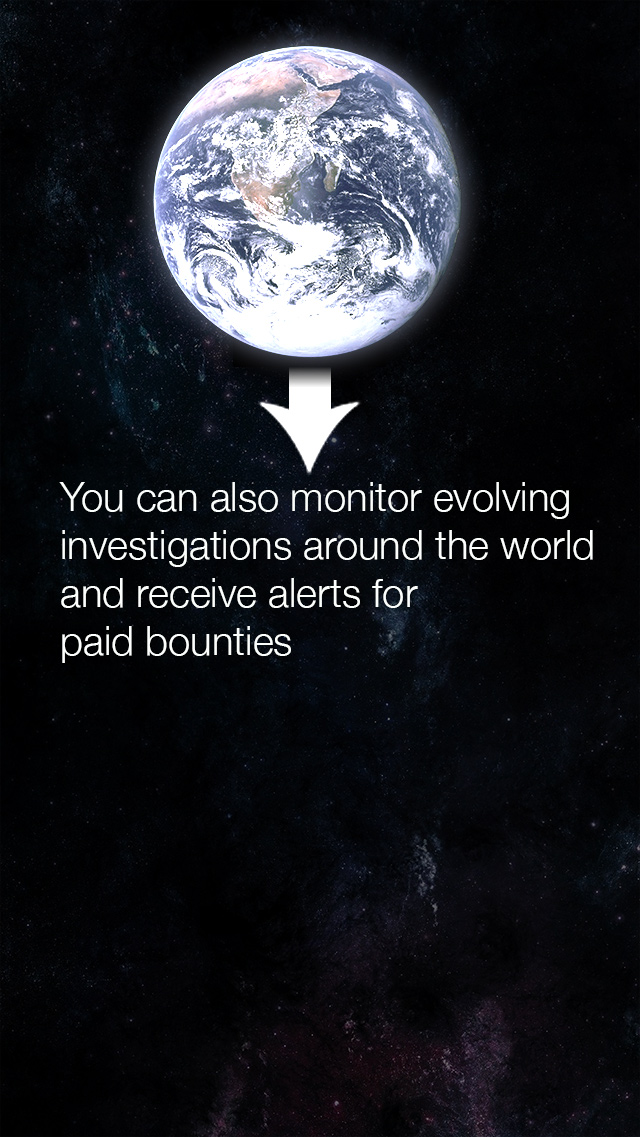 You can also monitor evolving
investigations around the world
and receive alerts for
paid bounties